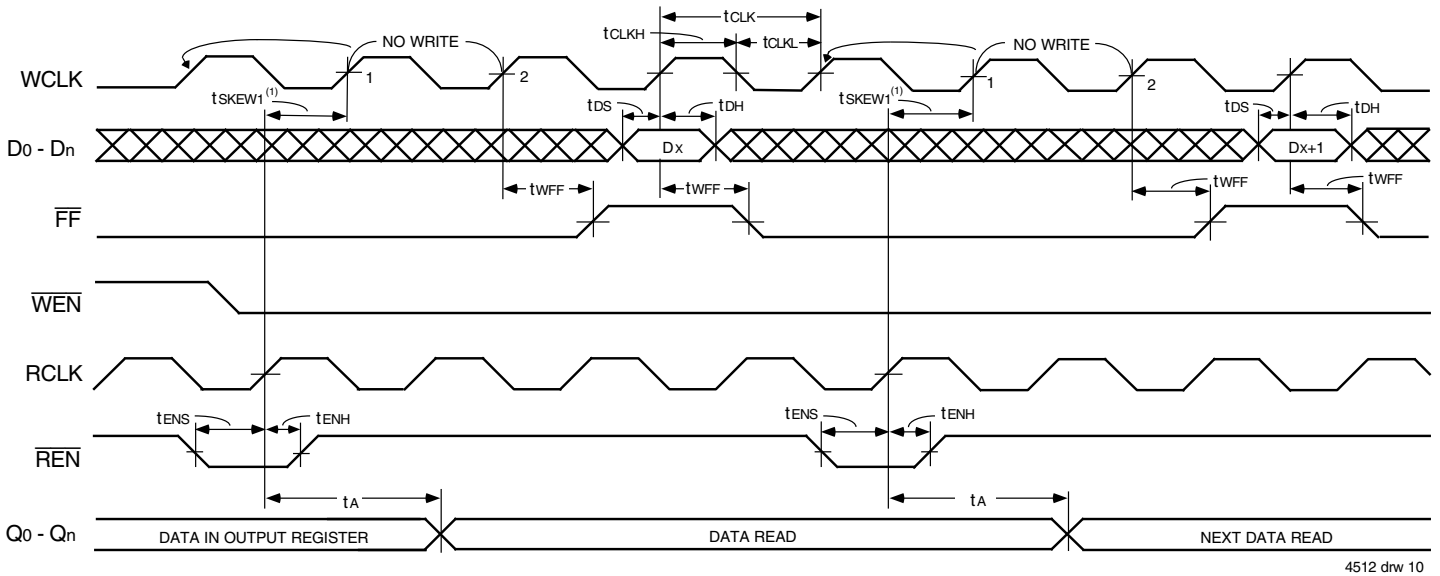 tCLK
tCLKH
tCLKL
NO WRITE
NO WRITE
WCLK
1
2
1
2
tSKEW1(1)
tDS
tDH
tSKEW1(1)
tDS
tDH
D0 - Dn
DX
DX+1
tWFF
tWFF
tWFF
tWFF
FF
WEN
RCLK
tENS
tENH
tENS
tENH
REN
tA
tA
Q0 - Qn
DATA IN OUTPUT REGISTER
DATA READ
NEXT DATA READ
4512 drw 10